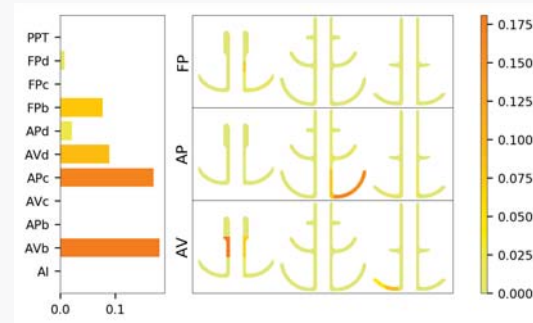 PPT
FPd
FPc
FPb
APd
AVd
APc
AVc
APb
AVb
AI
0.0 0.1
FP
AP
AV
0.175
0.150
0.125
0.100
0.075
0.050
0.025
0.000